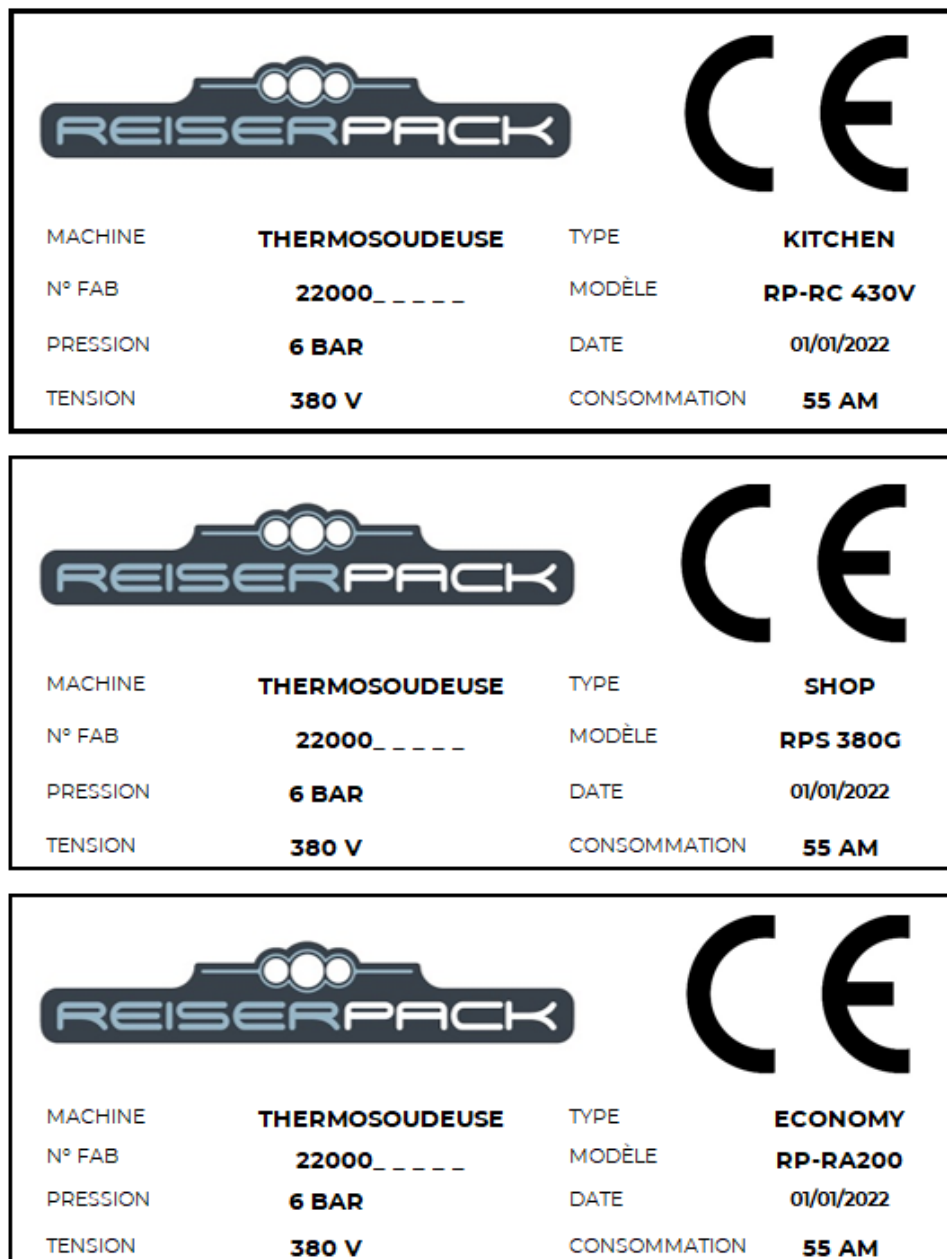 REISERPACK CE
MACHINE THERMOSOUDEUSE TYPE KITCHEN
N° FAB 22000_ _ _ _ _ MODÈLE RP-RC 430V
PRESSION 6 BAR DATE 01/01/2022
TENSION 380 V CONSOMMATION 55 AM
REISERPACK CE
MACHINE THERMOSOUDEUSE TYPE SHOP
N° FAB 22000_ _ _ _ _ MODÈLE RPS 380G
PRESSION 6 BAR DATE 01/01/2022
TENSION 380 V CONSOMMATION 55 AM
REISERPACK CE
MACHINE THERMOSOUDEUSE TYPE ECONOMY
N° FAB 22000_ _ _ _ _ MODÈLE RP-RA200
PRESSION 6 BAR DATE 01/01/2022
TENSION 380 V CONSOMMATION 55 AM